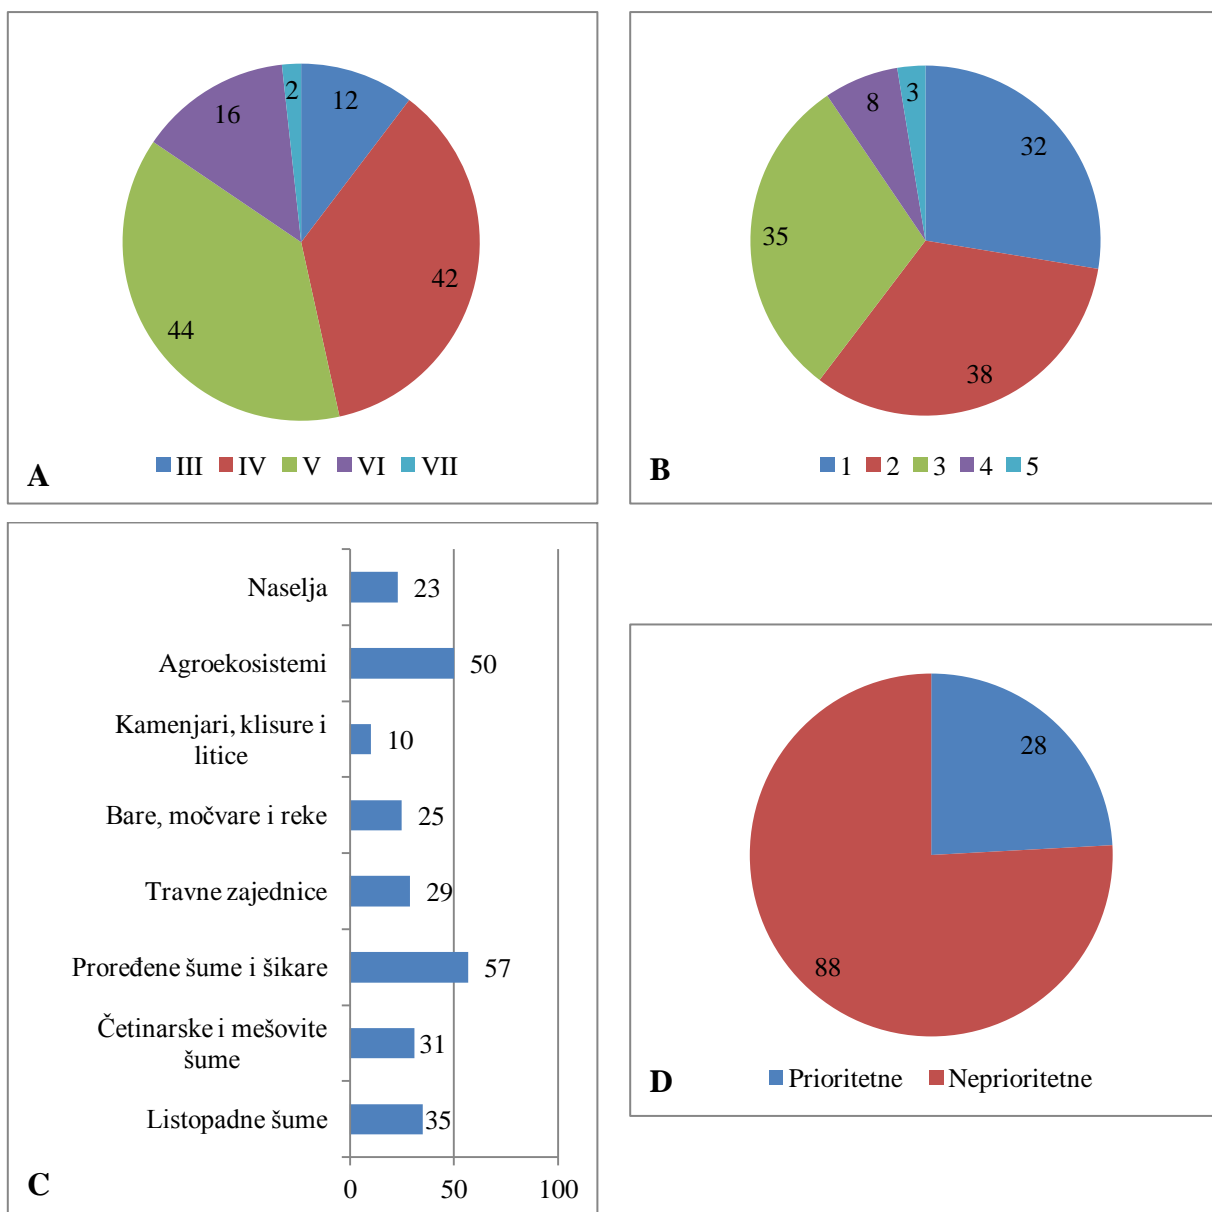 2
12
16
42
44
III IV V VI VII
A
3
8
32
35
38
1 2 3 4 5
B
Naselja 23
Agroekosistemi 50
Kamenjari, klisure i
litice 10
Bare, močvare i reke 25
Travne zajednice 29
Proređene šume i šikare 57
Četinarske i mešovite
šume 31
Listopadne šume 35
0 50 100
C
28
88
Prioritetne Neprioritetne
D